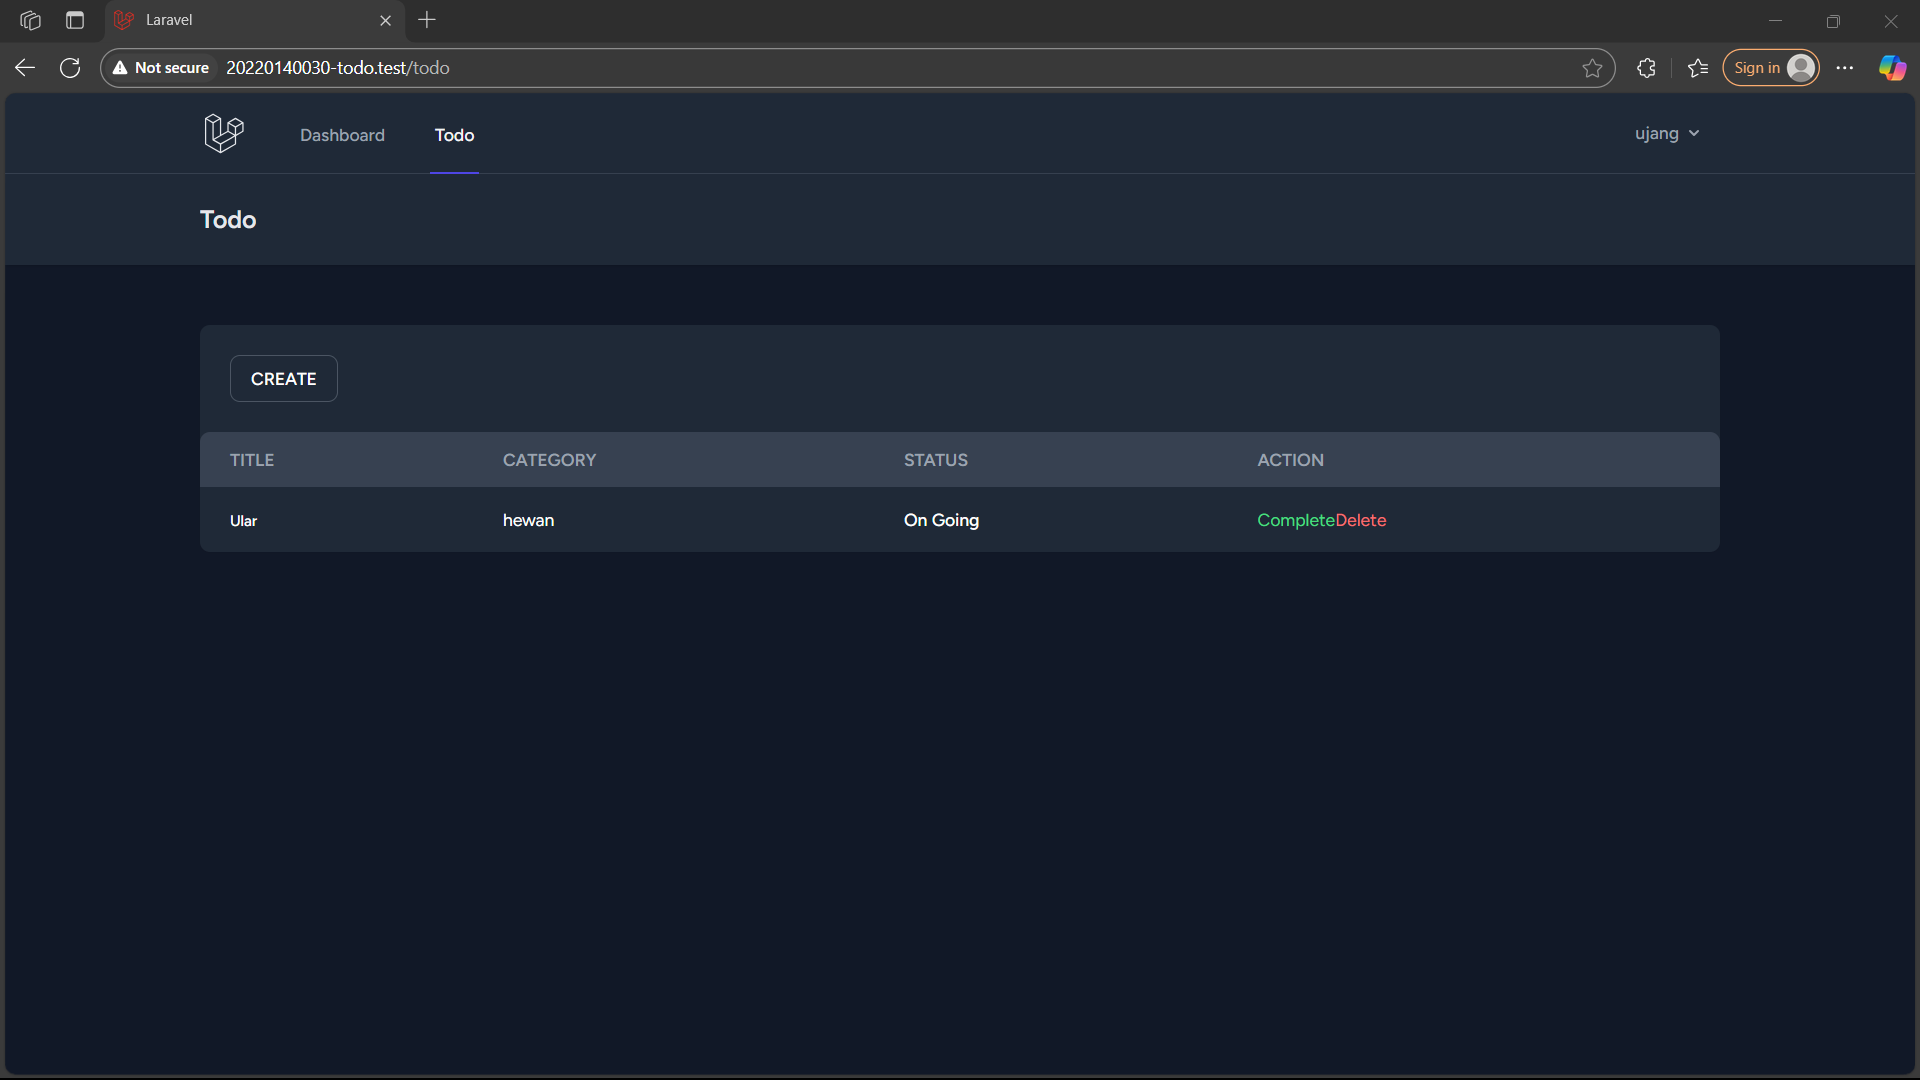 Laravel
Not secure 20220140030-todo.test/todo Sign in
Dashboard Todo ujang
Todo
CREATE
TITLE CATEGORY STATUS ACTION
Ular hewan On Going CompleteDelete